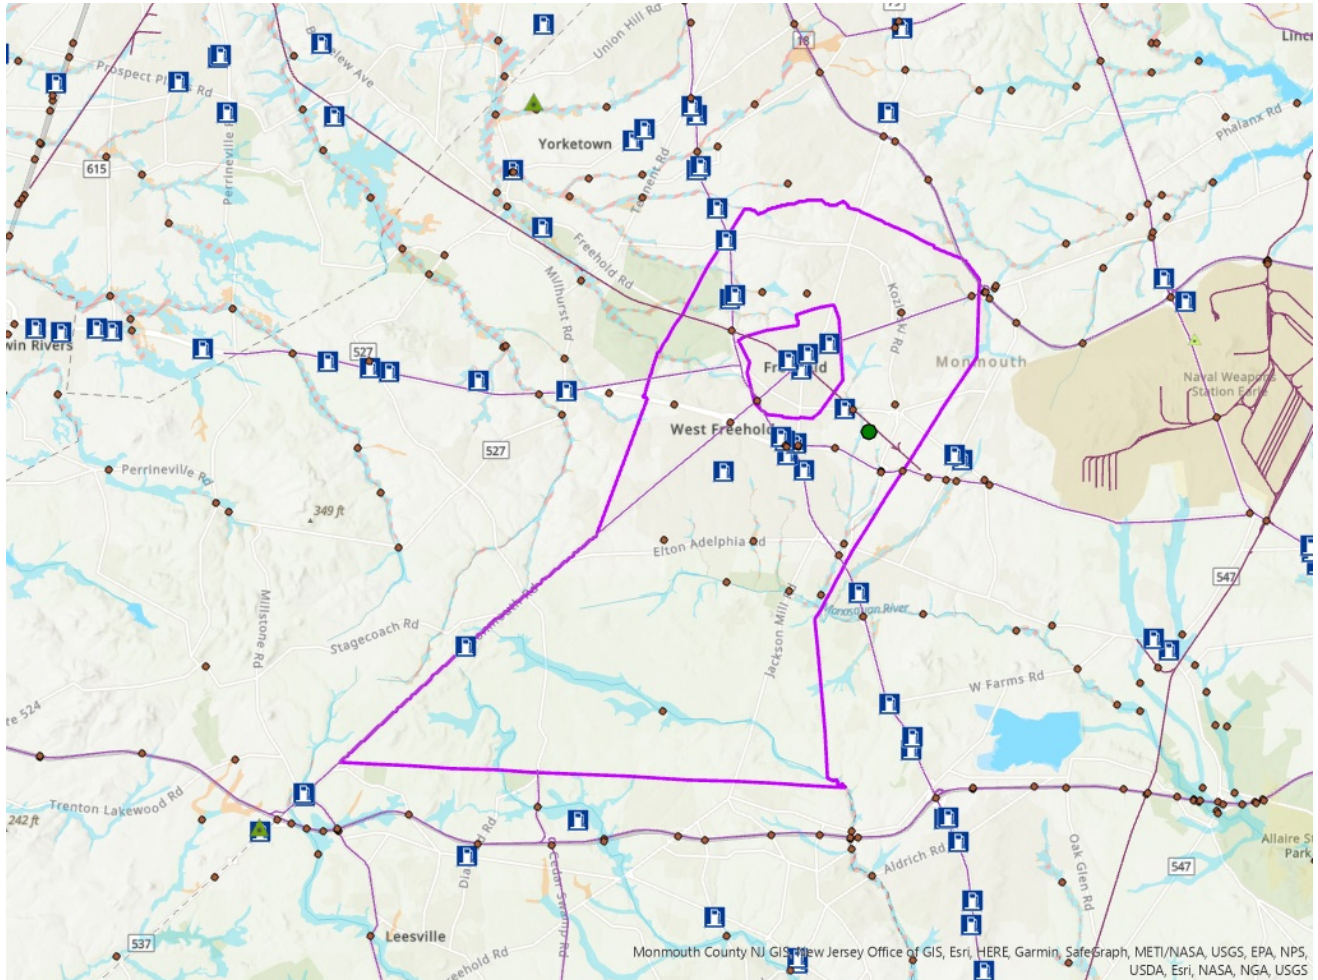 79
Union Hill Rd
18
Lincr
Prospect Pl Rd
Phalanx Rd
Yorketown
Perrineville
615
Tennent Rd
Freehold Rd
Millhurst Rd
Kozloski Rd
win Rivers
527
Monmouth
Freehold
Naval Weapons
Station Earle
West Freehold
527
Perrineville Rd
349 ft
Elton Adelphia Rd
547
Millstone Rd
Manasquan River
Monmouth Rd
Stagecoach Rd
Jackson Mill Rd
W Farms Rd
te 524
Trenton Lakewood Rd
242 ft
Allaire St
Park
Aldrich Rd
Oak Glen Rd
Cedar Swamp Rd
547
537
Leesville
reehold Rd
Monmouth County NJ GIS, New Jersey Office of GIS, Esri, HERE, Garmin, SafeGraph, METI/NASA, USGS, EPA, NPS,
USDA, Esri, NASA, NGA, USGS